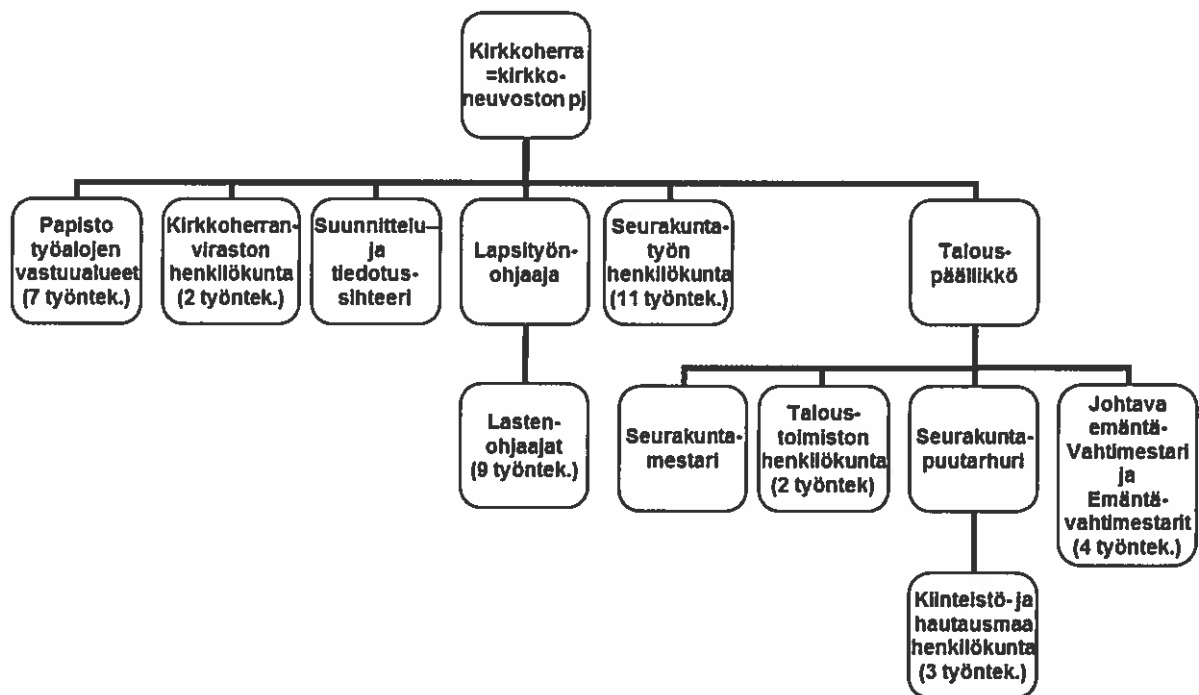 Kirkkoherra
=kirkko-
neuvoston pj
Papisto
työalojen
vastuualueet
(7 työntek.)
Kirkkoherran-
viraston
henkilökunta
(2 työntek.)
Suunnittelu–
ja
tiedotus-
sihteeri
Lapsityön-
ohjaaja
Seurakunta-
työn
henkilökunta
(11 työntek.)
Talous-
päällikkö
Lasten-
ohjaajat
(9 työntek.)
Seurakunta-
mestari
Talous-
toimiston
henkilökunta
(2 työntek)
Seurakunta-
puutarhuri
Johtava
emäntä-
Vahtimestari
ja
Emäntä-
vahtimestarit
(4 työntek.)
Kiinteistö- ja
hautausmaa
henkilökunta
(3 työntek.)